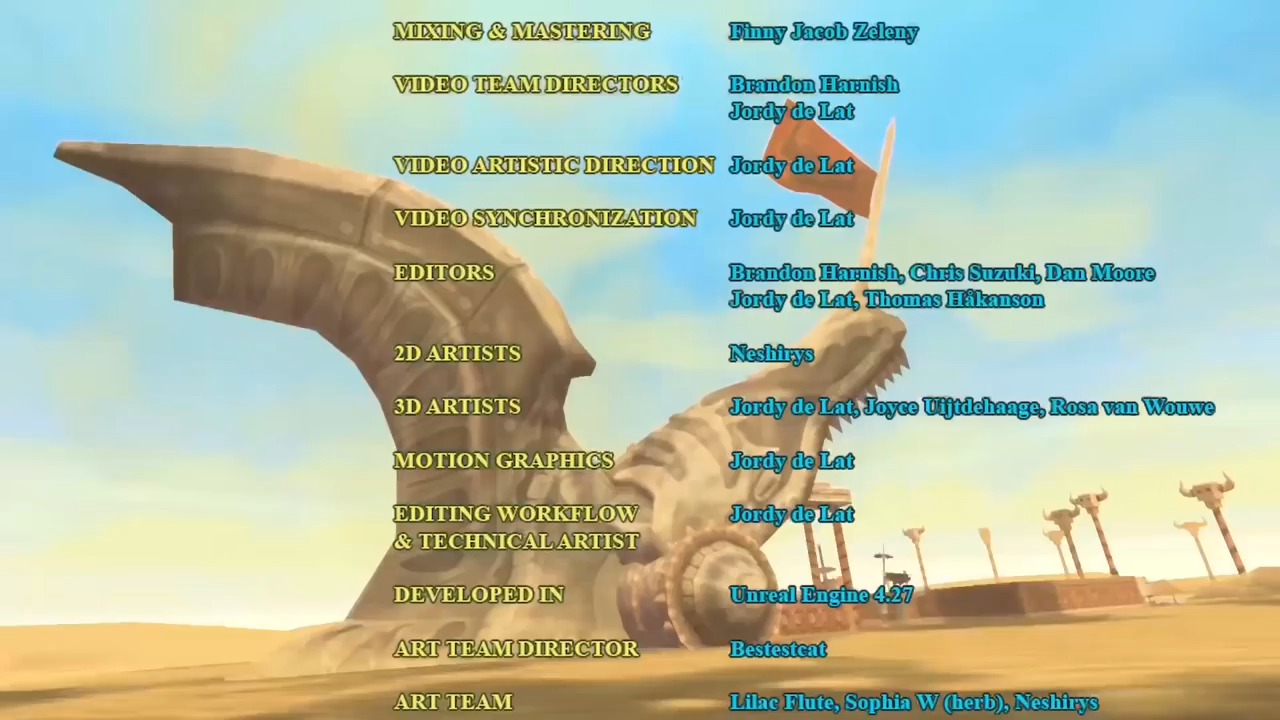 MIXING & MASTERING Finny Jacob Zeleny
VIDEO TEAM DIRECTORS Brandon Harnish
Jordy de Lat
VIDEO ARTISTIC DIRECTION Jordy de Lat
VIDEO SYNCHRONIZATION Jordy de Lat
EDITORS Brandon Harnish, Chris Suzuki, Dan Moore
Jordy de Lat, Thomas Håkanson
2D ARTISTS Neshirys
3D ARTISTS Jordy de Lat, Joyce Uijtdehaage, Rosa van Wouwe
MOTION GRAPHICS Jordy de Lat
EDITING WORKFLOW Jordy de Lat
& TECHNICAL ARTIST
DEVELOPED IN Unreal Engine 4.27
ART TEAM DIRECTOR Bestestcat
ART TEAM Lilac Flute, Sophia W (herb), Neshirys